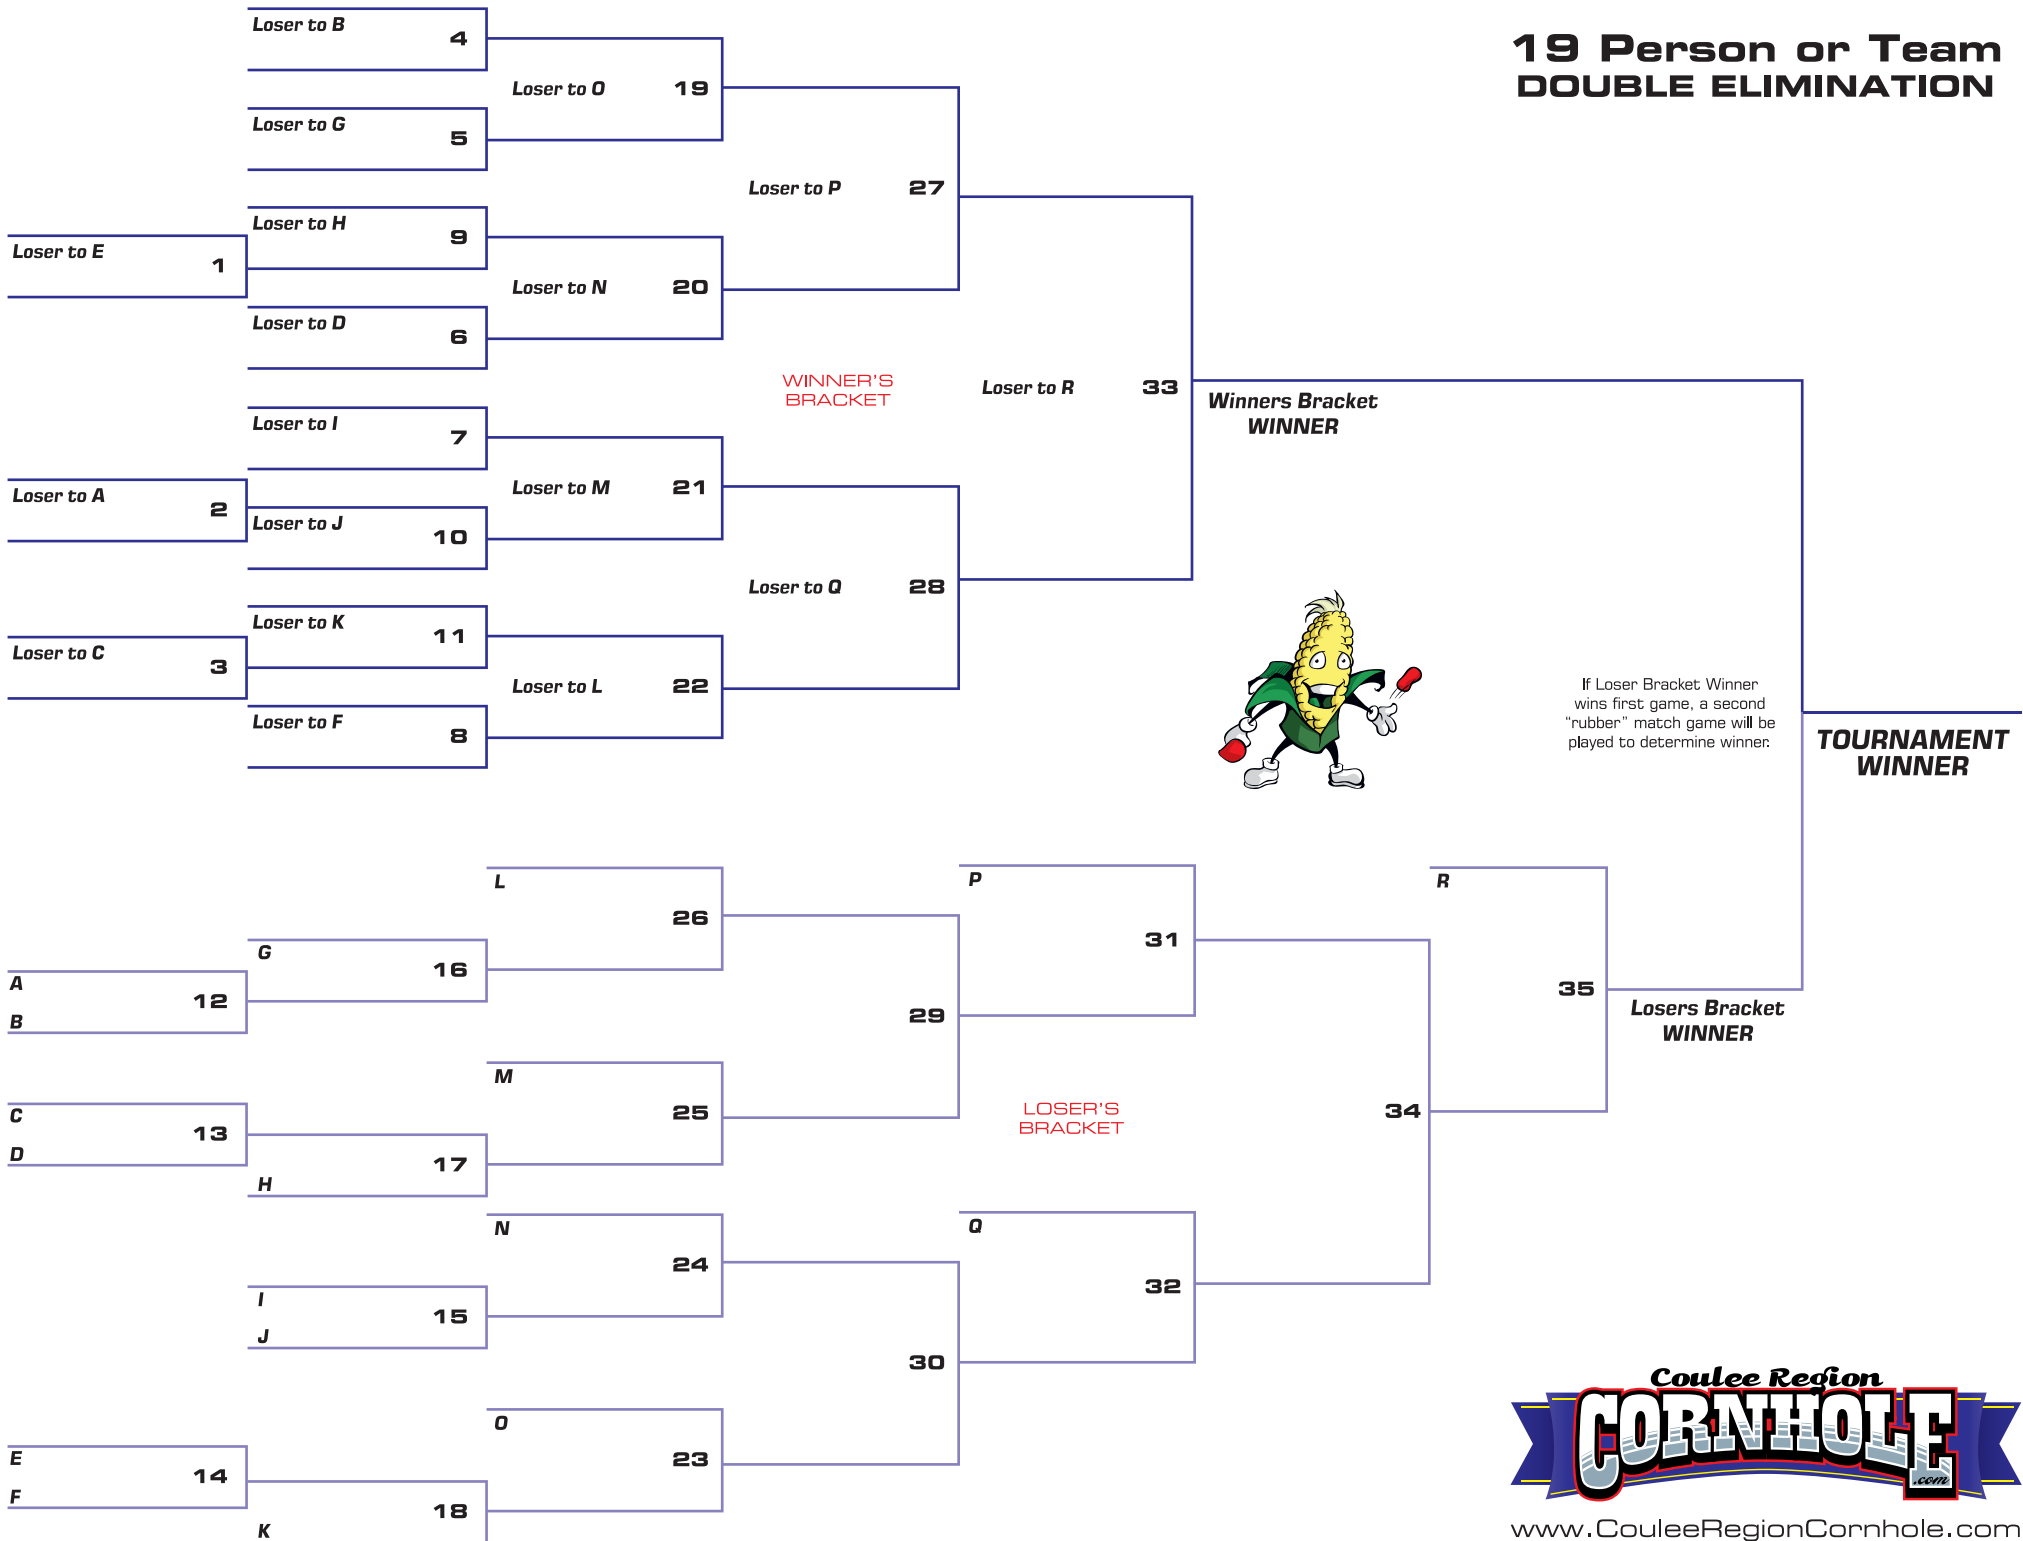 19 Person or Team
DOUBLE ELIMINATION
Loser to B
4
Loser to O
19
Loser to G
5
Loser to P
27
Loser to H
9
Loser to E
1
Loser to N
20
Loser to D
6
WINNER'S
BRACKET
Loser to R
33
Winners Bracket
WINNER
Loser to I
7
Loser to A
2
Loser to M
21
Loser to J
10
Loser to Q
28
Loser to K
11
Loser to C
3
Loser to L
22
Loser to F
8
If Loser Bracket Winner
wins first game, a second
"rubber" match game will be
played to determine winner.
TOURNAMENT
WINNER
L
26
P
31
R
35
G
16
A
12
B
29
Losers Bracket
WINNER
M
25
C
13
D
17
H
LOSER'S
BRACKET
34
N
24
Q
32
I
15
J
30
O
23
E
14
F
18
K
Coulee Region
CORNHOLE
.com
www.CouleeRegionCornhole.com